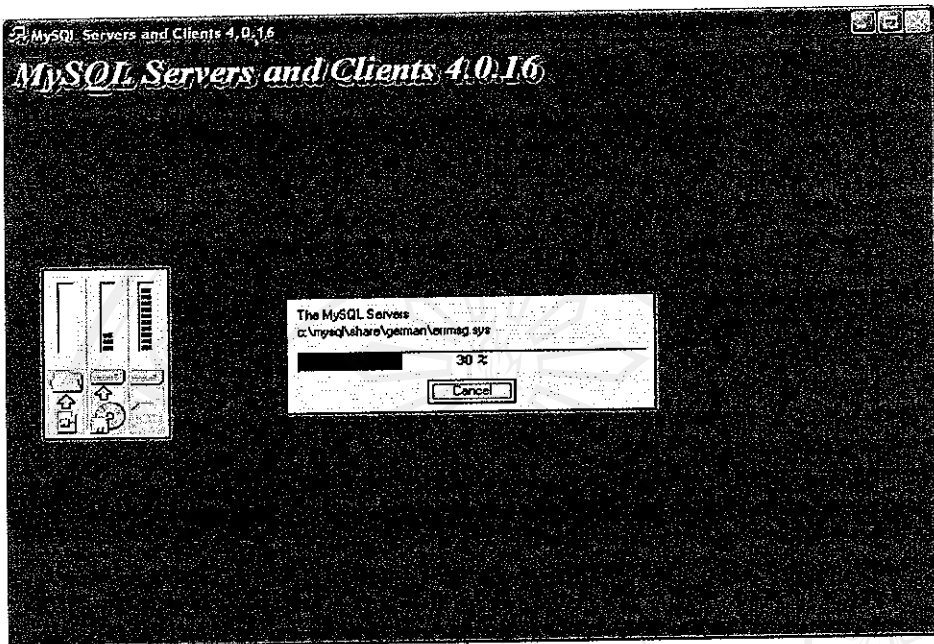 MySQL Servers and Clients 4.0.16
MySQL Servers and Clients 4.0.16
The MySQL Servers
c:\mysql\share\german\errmsg.sys
30 %
Cancel